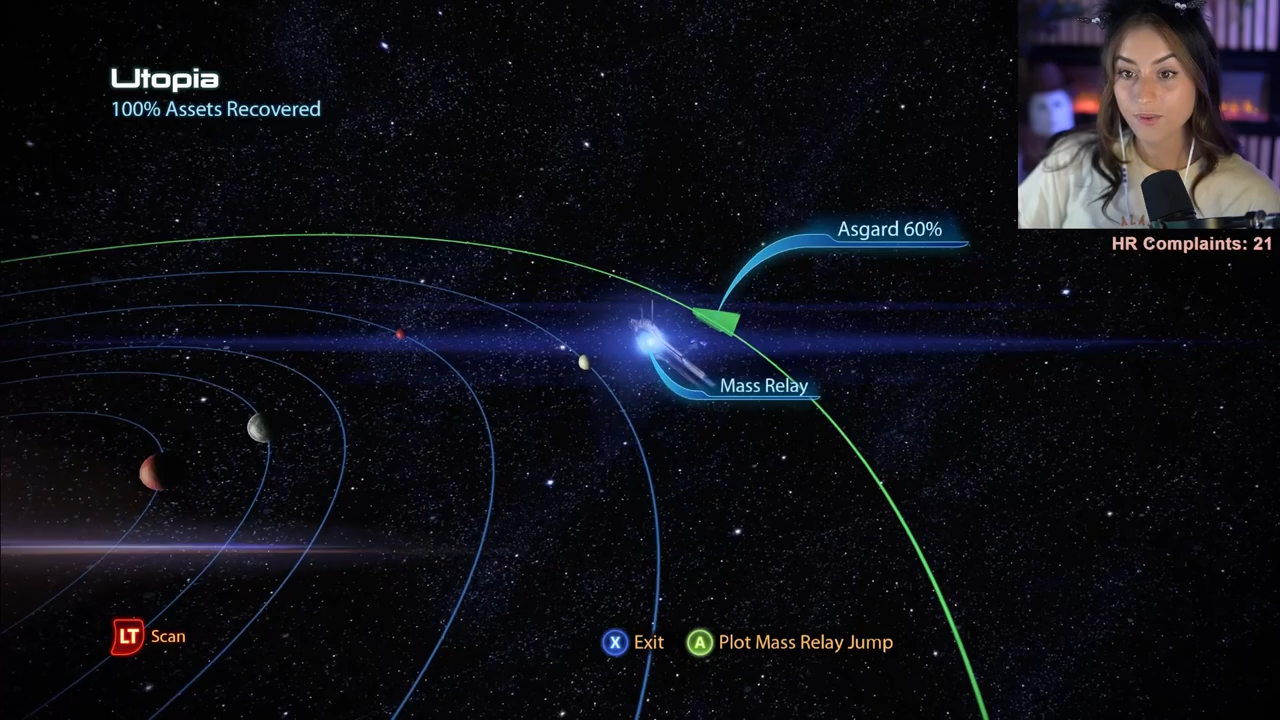 Utopia
100% Assets Recovered
Asgard 60%
HR Complaints: 21
Mass Relay
LT Scan
X Exit A Plot Mass Relay Jump